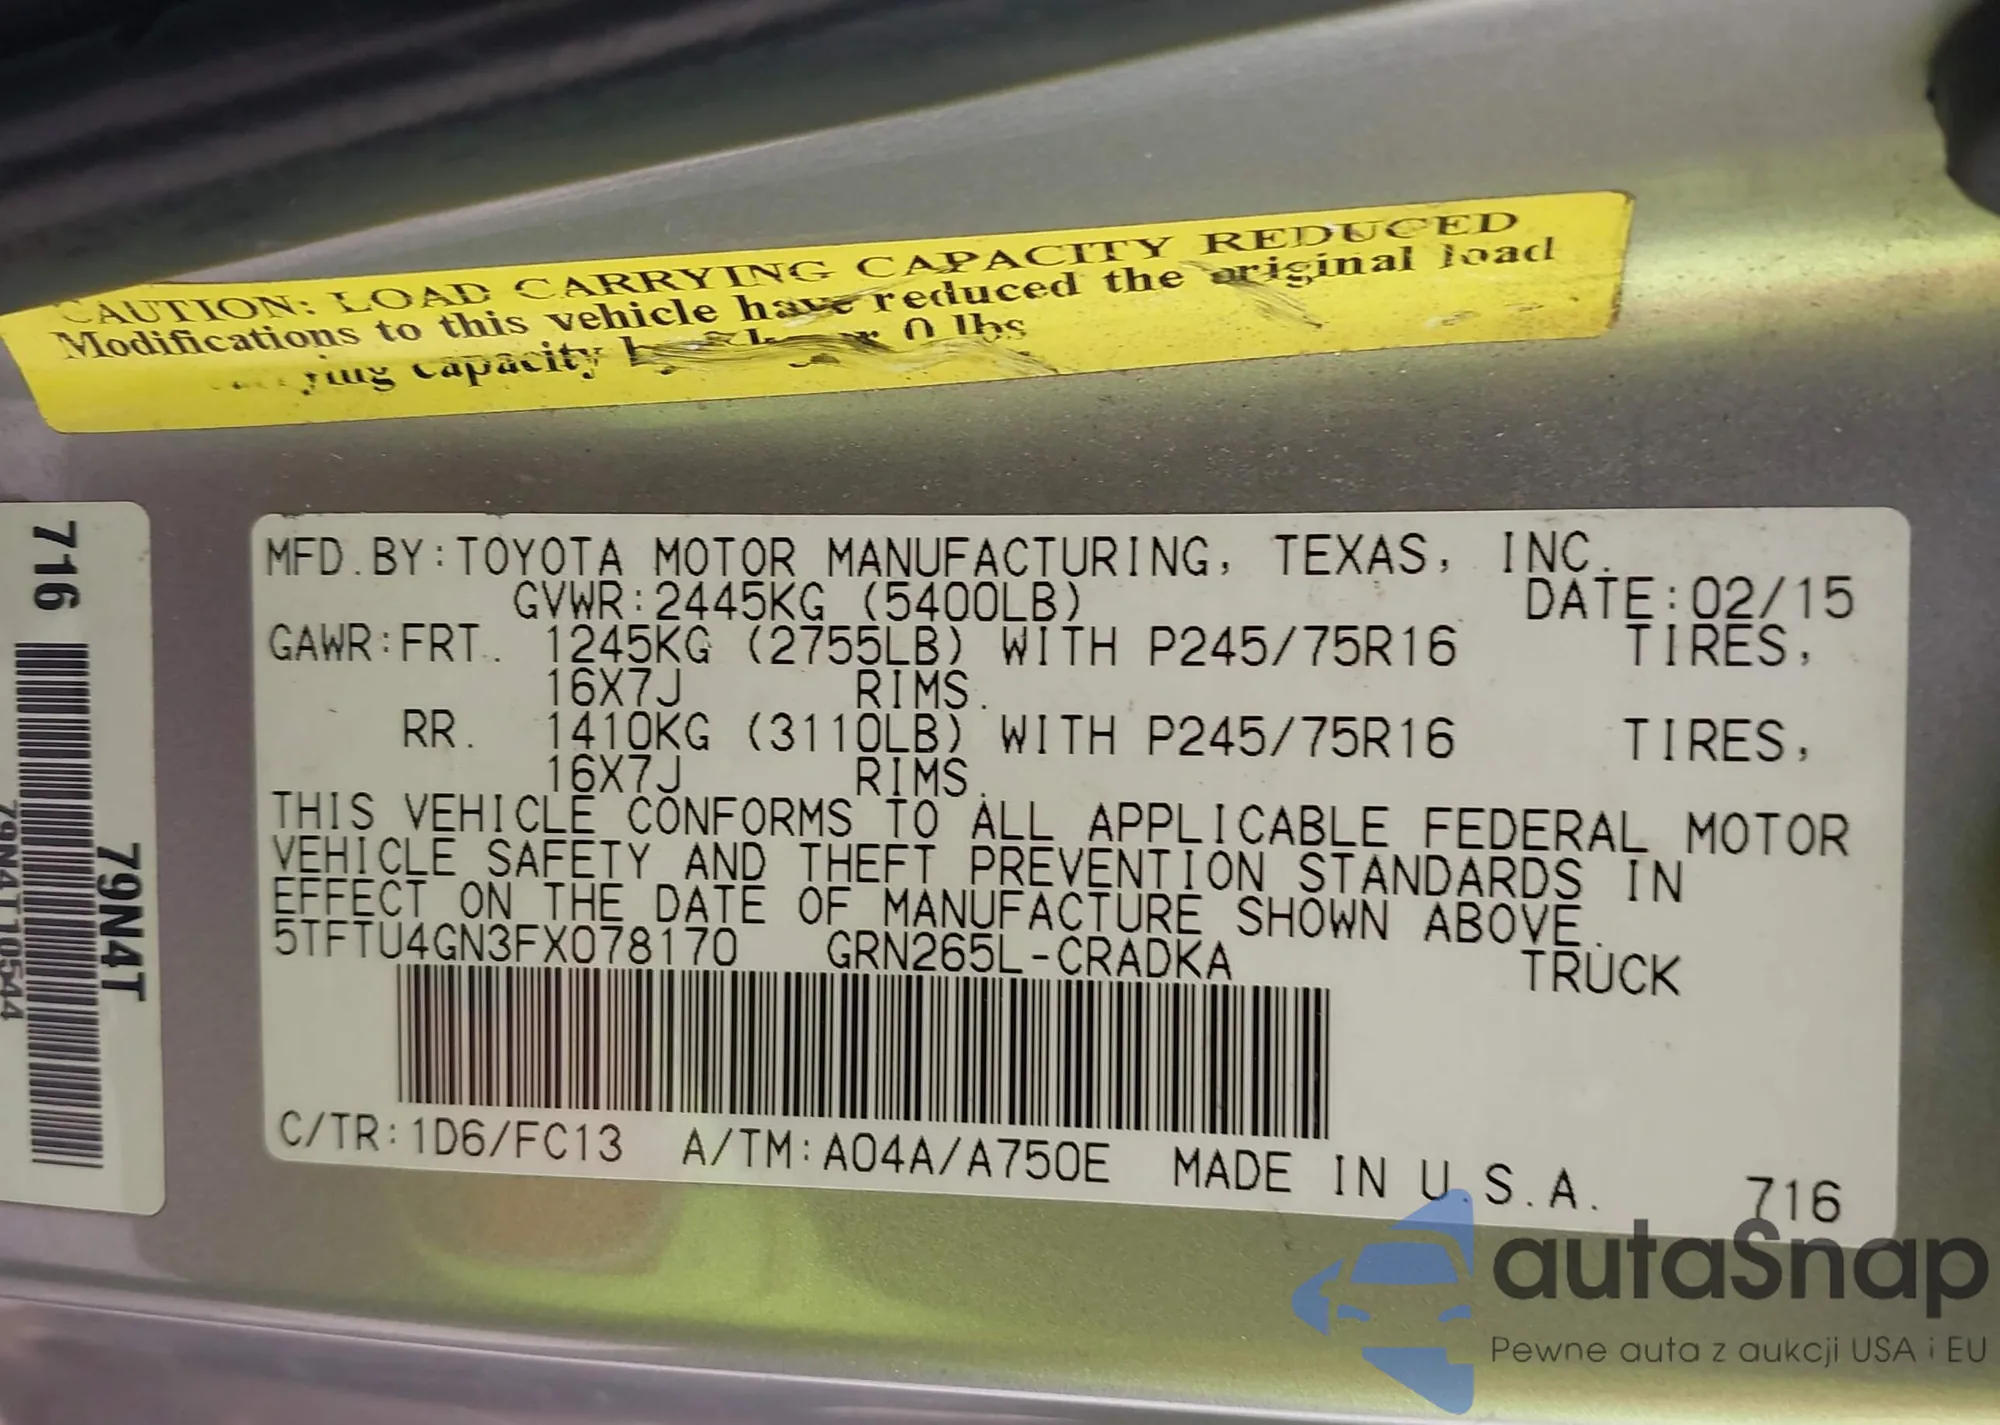 CAUTION: LOAD CARRYING CAPACITY REDUCED
Modifications to this vehicle have reduced the original load
capacity 0 lbs
716
79N4T
79N4T10544
MFD.BY:TOYOTA MOTOR MANUFACTURING, TEXAS, INC.
GVWR:2445KG (5400LB) DATE:02/15
GAWR:FRT. 1245KG (2755LB) WITH P245/75R16 TIRES,
16X7J RIMS.
RR. 1410KG (3110LB) WITH P245/75R16 TIRES,
16X7J RIMS.
THIS VEHICLE CONFORMS TO ALL APPLICABLE FEDERAL MOTOR
VEHICLE SAFETY AND THEFT PREVENTION STANDARDS IN
EFFECT ON THE DATE OF MANUFACTURE SHOWN ABOVE.
5TFTU4GN3FX078170 GRN265L-CRADKA TRUCK
C/TR:1D6/FC13 A/TM:A04A/A750E MADE IN U.S.A. 716
autaSnap
Pewne auta z aukcji USA i EU